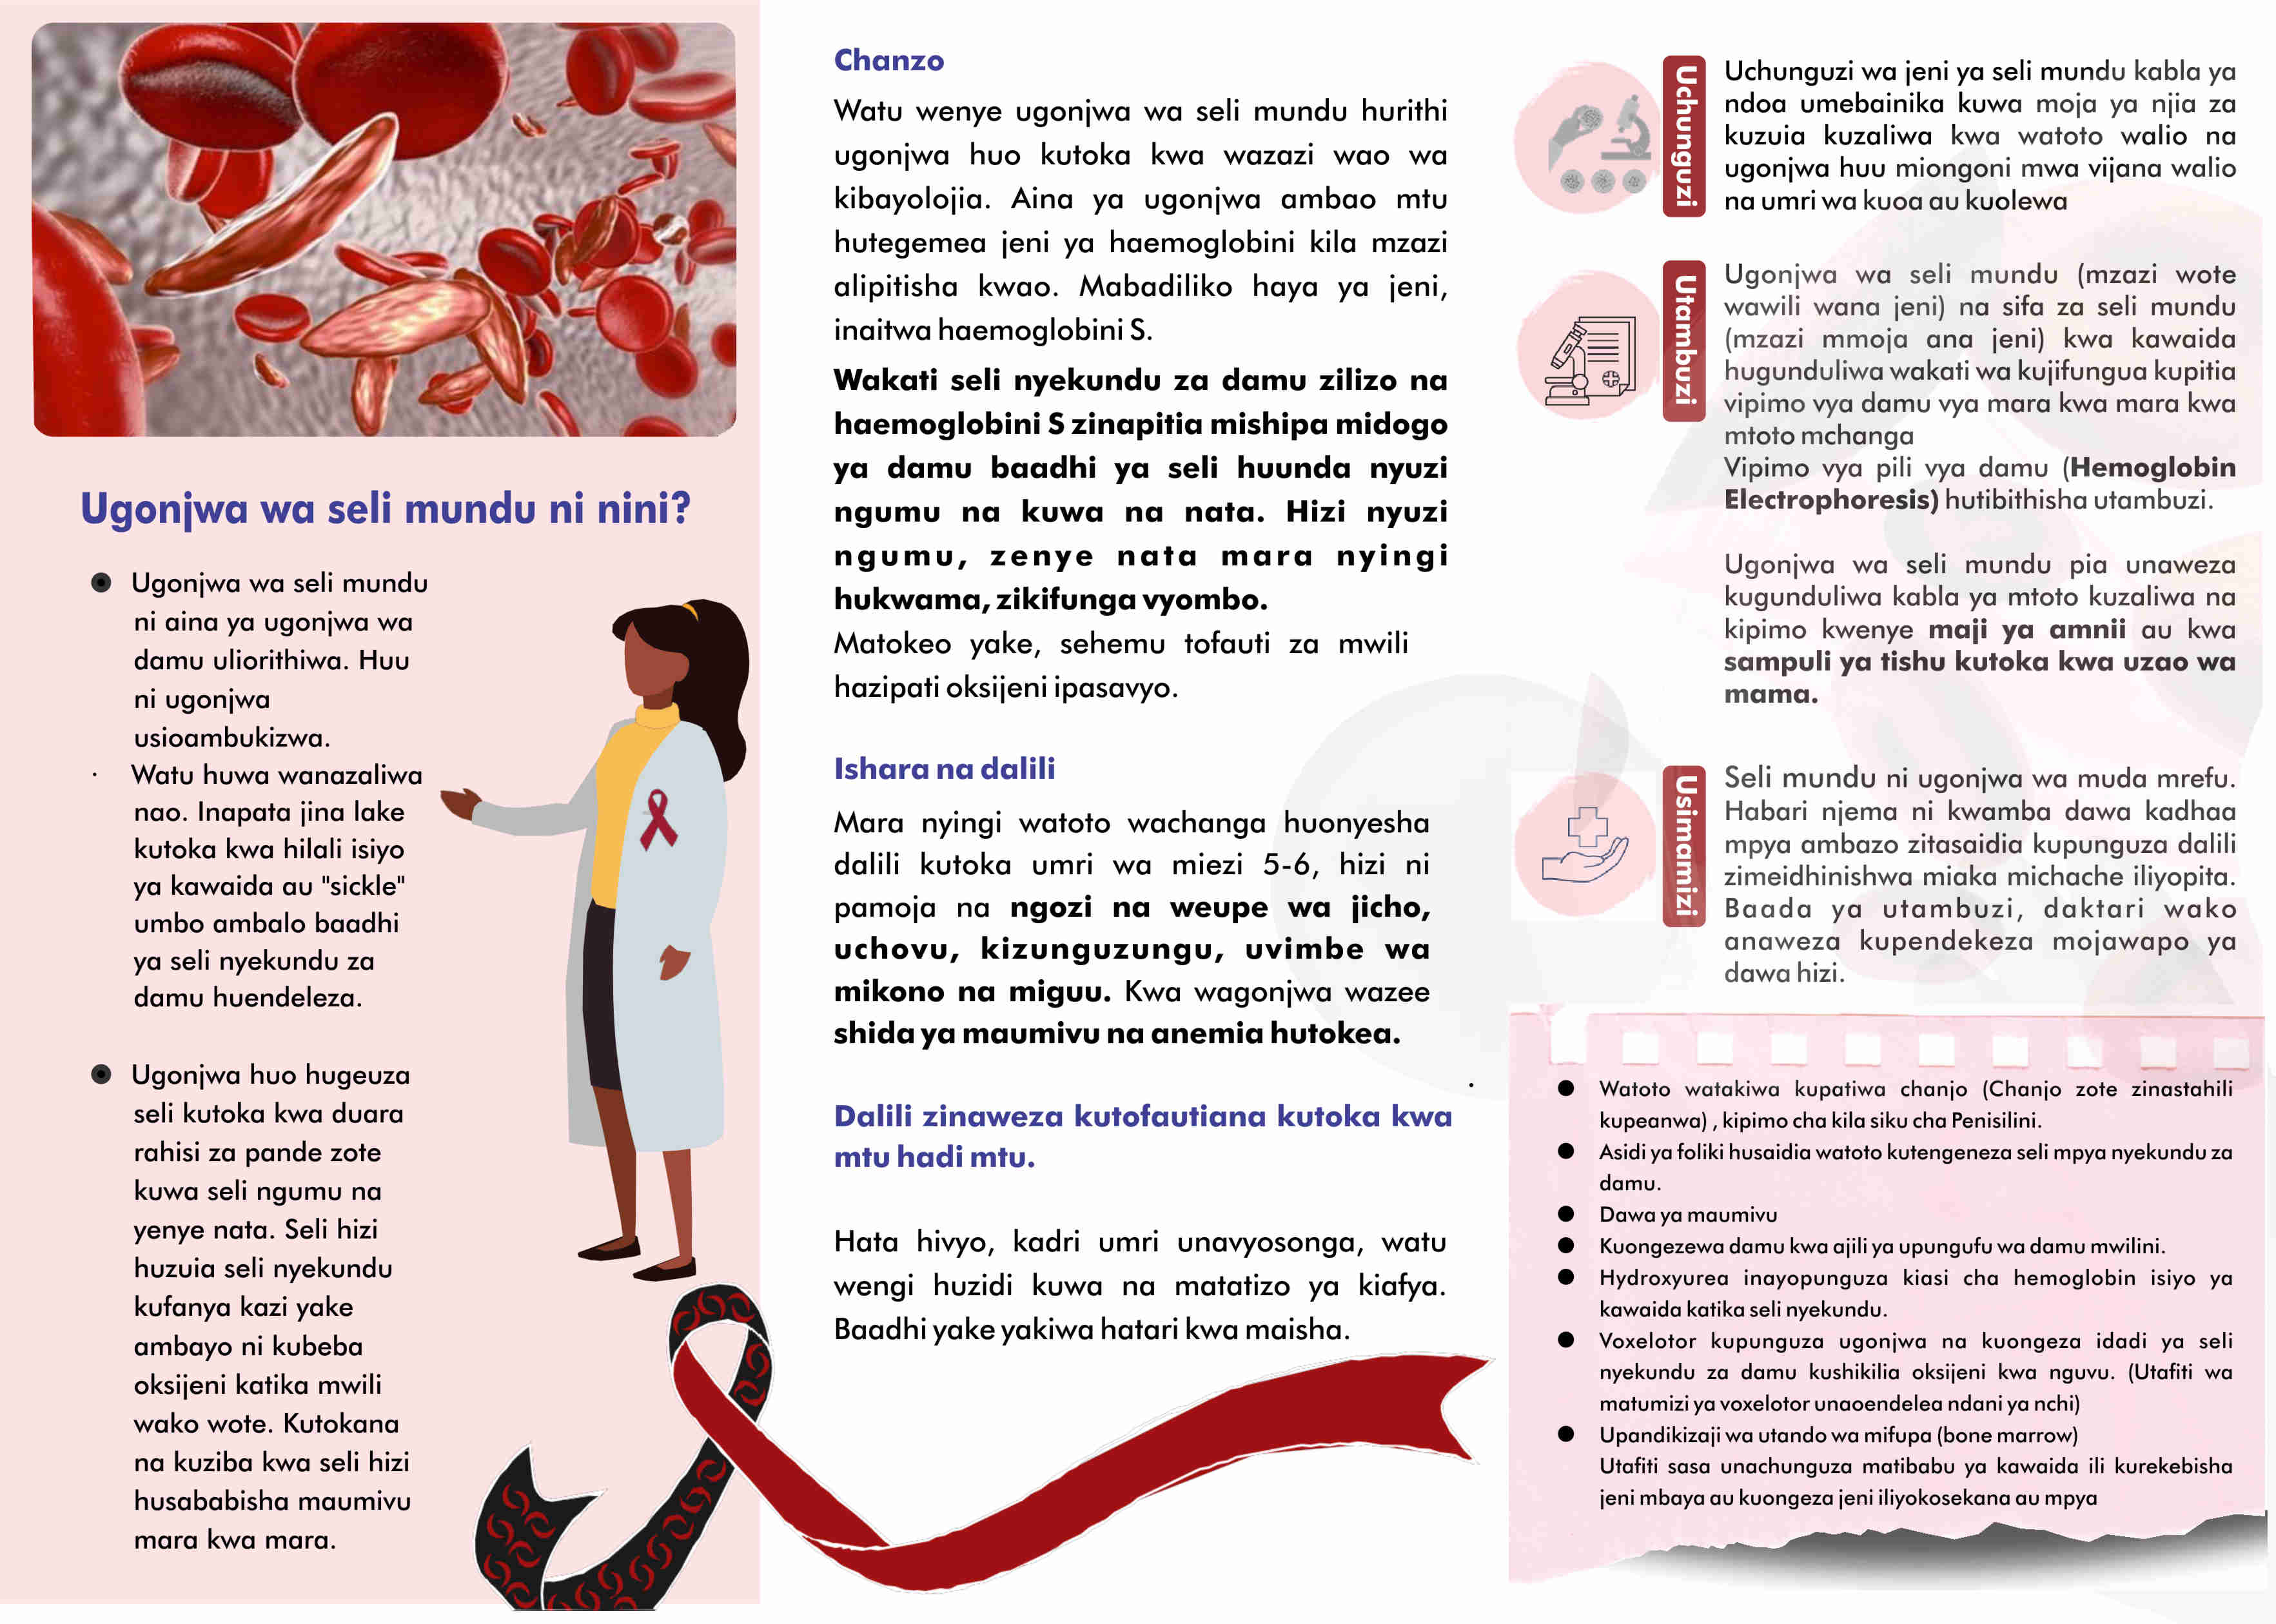 Ugonjwa wa seli mundu ni nini?
● Ugonjwa wa seli mundu
ni aina ya ugonjwa wa
damu uliorithiwa. Huu
ni ugonjwa
usioambukizwa.
· Watu huwa wanazaliwa
nao. Inapata jina lake
kutoka kwa hilali isiyo
ya kawaida au "sickle"
umbo ambalo baadhi
ya seli nyekundu za
damu huendeleza.
● Ugonjwa huo hugeuza
seli kutoka kwa duara
rahisi za pande zote
kuwa seli ngumu na
yenye nata. Seli hizi
huzuia seli nyekundu
kufanya kazi yake
ambayo ni kubeba
oksijeni katika mwili
wako wote. Kutokana
na kuziba kwa seli hizi
husababisha maumivu
mara kwa mara.
Chanzo
Watu wenye ugonjwa wa seli mundu hurithi
ugonjwa huo kutoka kwa wazazi wao wa
kibayolojia. Aina ya ugonjwa ambao mtu
hutegemea jeni ya haemoglobini kila mzazi
alipitisha kwao. Mabadiliko haya ya jeni,
inaitwa haemoglobini S.
Wakati seli nyekundu za damu zilizo na
haemoglobini S zinapitia mishipa midogo
ya damu baadhi ya seli huunda nyuzi
ngumu na kuwa na nata. Hizi nyuzi
ngumu, zenye nata mara nyingi
hukwama, zikifunga vyombo.
Matokeo yake, sehemu tofauti za mwili
hazipati oksijeni ipasavyo.
Ishara na dalili
Mara nyingi watoto wachanga huonyesha
dalili kutoka umri wa miezi 5-6, hizi ni
pamoja na ngozi na weupe wa jicho,
uchovu, kizunguzungu, uvimbe wa
mikono na miguu. Kwa wagonjwa wazee
shida ya maumivu na anemia hutokea.
Dalili zinaweza kutofautiana kutoka kwa
mtu hadi mtu.
Hata hivyo, kadri umri unavyosonga, watu
wengi huzidi kuwa na matatizo ya kiafya.
Baadhi yake yakiwa hatari kwa maisha.
Uchunguzi
Uchunguzi wa jeni ya seli mundu kabla ya
ndoa umebainika kuwa moja ya njia za
kuzuia kuzaliwa kwa watoto walio na
ugonjwa huu miongoni mwa vijana walio
na umri wa kuoa au kuolewa
Utambuzi
Ugonjwa wa seli mundu (mzazi wote
wawili wana jeni) na sifa za seli mundu
(mzazi mmoja ana jeni) kwa kawaida
hugunduliwa wakati wa kujifungua kupitia
vipimo vya damu vya mara kwa mara kwa
mtoto mchanga
Vipimo vya pili vya damu (Hemoglobin
Electrophoresis) hutibithisha utambuzi.
Ugonjwa wa seli mundu pia unaweza
kugunduliwa kabla ya mtoto kuzaliwa na
kipimo kwenye maji ya amnii au kwa
sampuli ya tishu kutoka kwa uzao wa
mama.
Usimamizi
Seli mundu ni ugonjwa wa muda mrefu.
Habari njema ni kwamba dawa kadhaa
mpya ambazo zitasaidia kupunguza dalili
zimeidhinishwa miaka michache iliyopita.
Baada ya utambuzi, daktari wako
anaweza kupendekeza mojawapo ya
dawa hizi.
● Watoto watakiwa kupatiwa chanjo (Chanjo zote zinastahili
kupeanwa) , kipimo cha kila siku cha Penisilini.
● Asidi ya foliki husaidia watoto kutengeneza seli mpya nyekundu za
damu.
● Dawa ya maumivu
● Kuongezewa damu kwa ajili ya upungufu wa damu mwilini.
● Hydroxyurea inayopunguza kiasi cha hemoglobin isiyo ya
kawaida katika seli nyekundu.
● Voxelotor kupunguza ugonjwa na kuongeza idadi ya seli
nyekundu za damu kushikilia oksijeni kwa nguvu. (Utafiti wa
matumizi ya voxelotor unaoendelea ndani ya nchi)
● Upandikizaji wa utando wa mifupa (bone marrow)
Utafiti sasa unachunguza matibabu ya kawaida ili kurekebisha
jeni mbaya au kuongeza jeni iliyokosekana au mpya